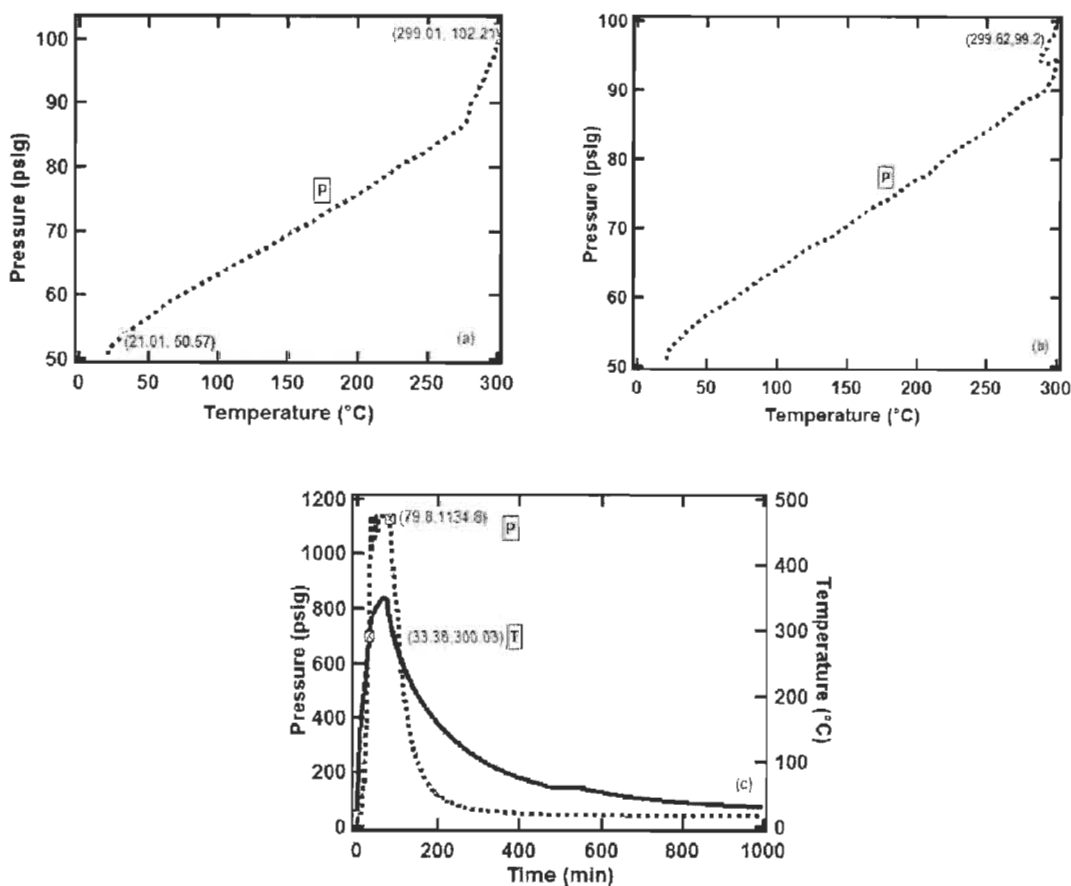 100
90
80
70
60
50
Pressure (psig)
(299.01, 102.21)
P
(21.01, 50.57)
(a)
0 50 100 150 200 250 300
Temperature (°C)
100
90
80
70
60
50
Pressure (psig)
(299.62,99.2)
P
(b)
0 50 100 150 200 250 300
Temperature (°C)
1200
1000
800
600
400
200
0
Pressure (psig)
(79.8,1134.8)
P
(33.38,300.03)
T
(c)
500
400
300
200
100
0
Temperature (°C)
0 200 400 600 800 1000
Time (min)